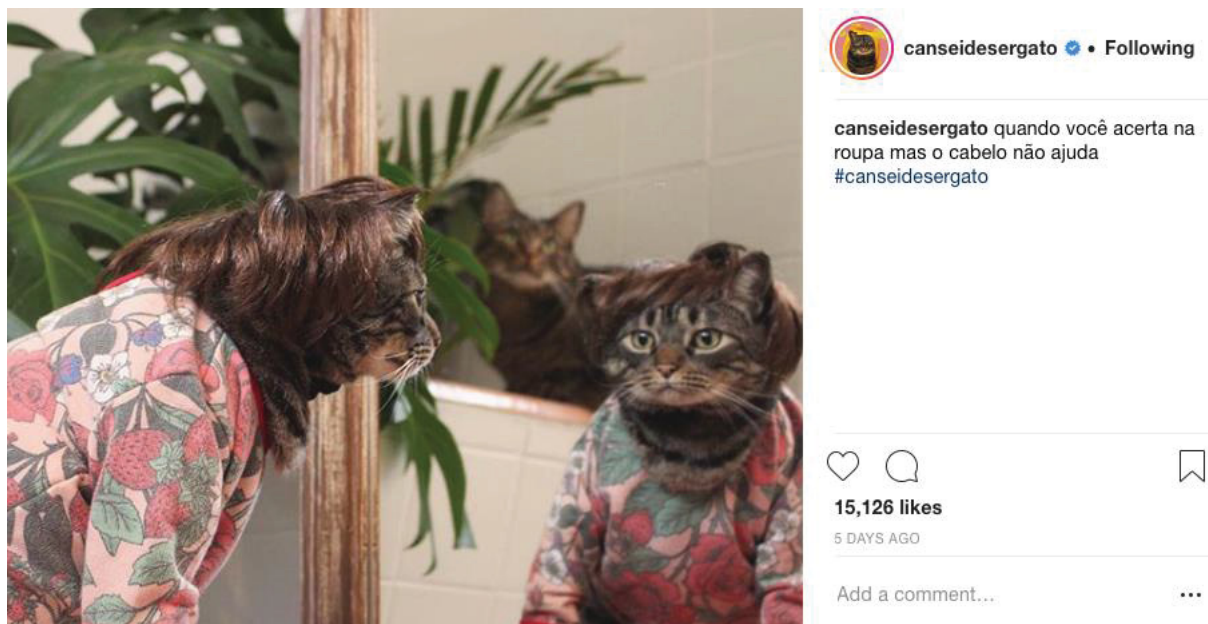 canseidesergato • Following
canseidesergato quando você acerta na
roupa mas o cabelo não ajuda
#canseidesergato
15,126 likes
5 DAYS AGO
Add a comment...